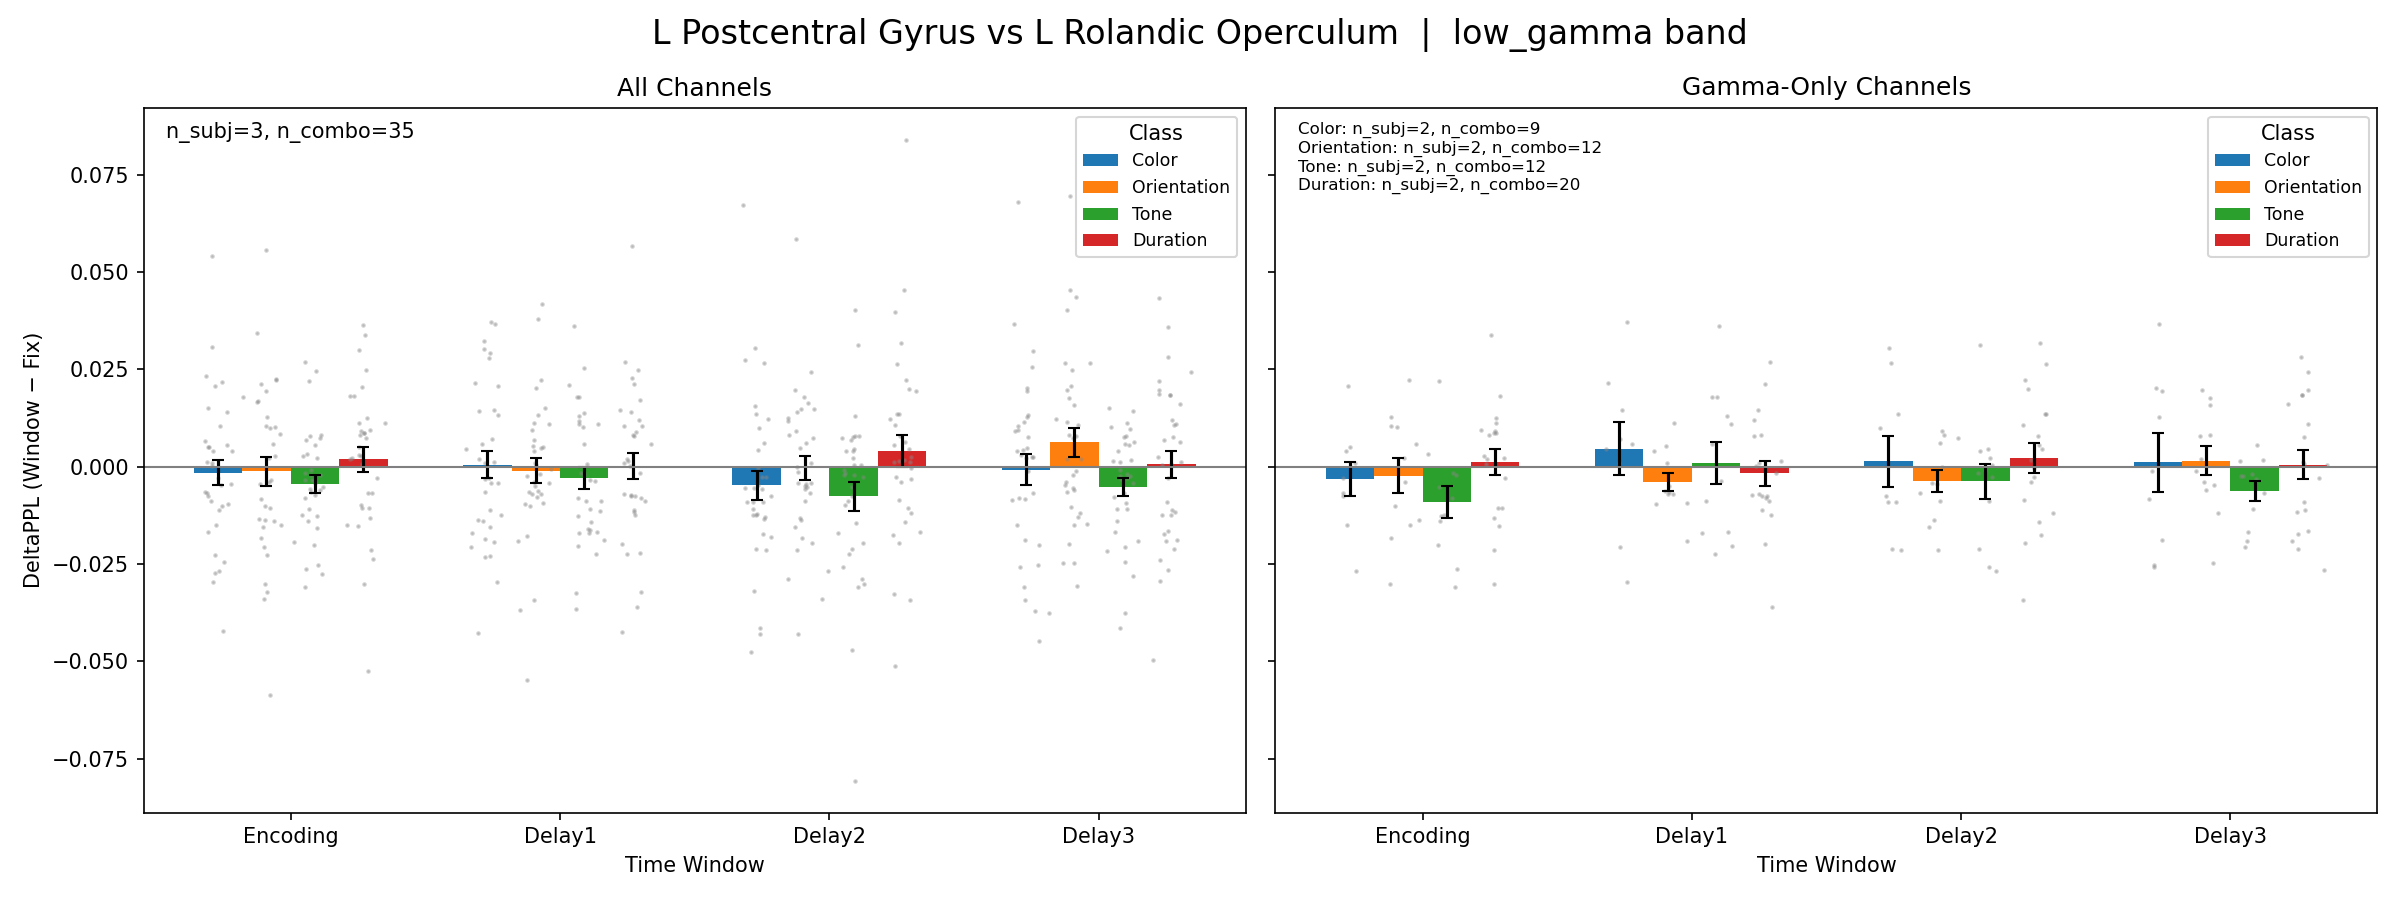 L Postcentral Gyrus vs L Rolandic Operculum | low_gamma band
All Channels
n_subj=3, n_combo=35
Class
Color
Orientation
Tone
Duration
0.075
0.050
0.025
0.000
−0.025
−0.050
−0.075
DeltaPPL (Window − Fix)
Encoding
Delay1
Delay2
Delay3
Time Window
Gamma-Only Channels
Color: n_subj=2, n_combo=9
Orientation: n_subj=2, n_combo=12
Tone: n_subj=2, n_combo=12
Duration: n_subj=2, n_combo=20
Class
Color
Orientation
Tone
Duration
Encoding
Delay1
Delay2
Delay3
Time Window